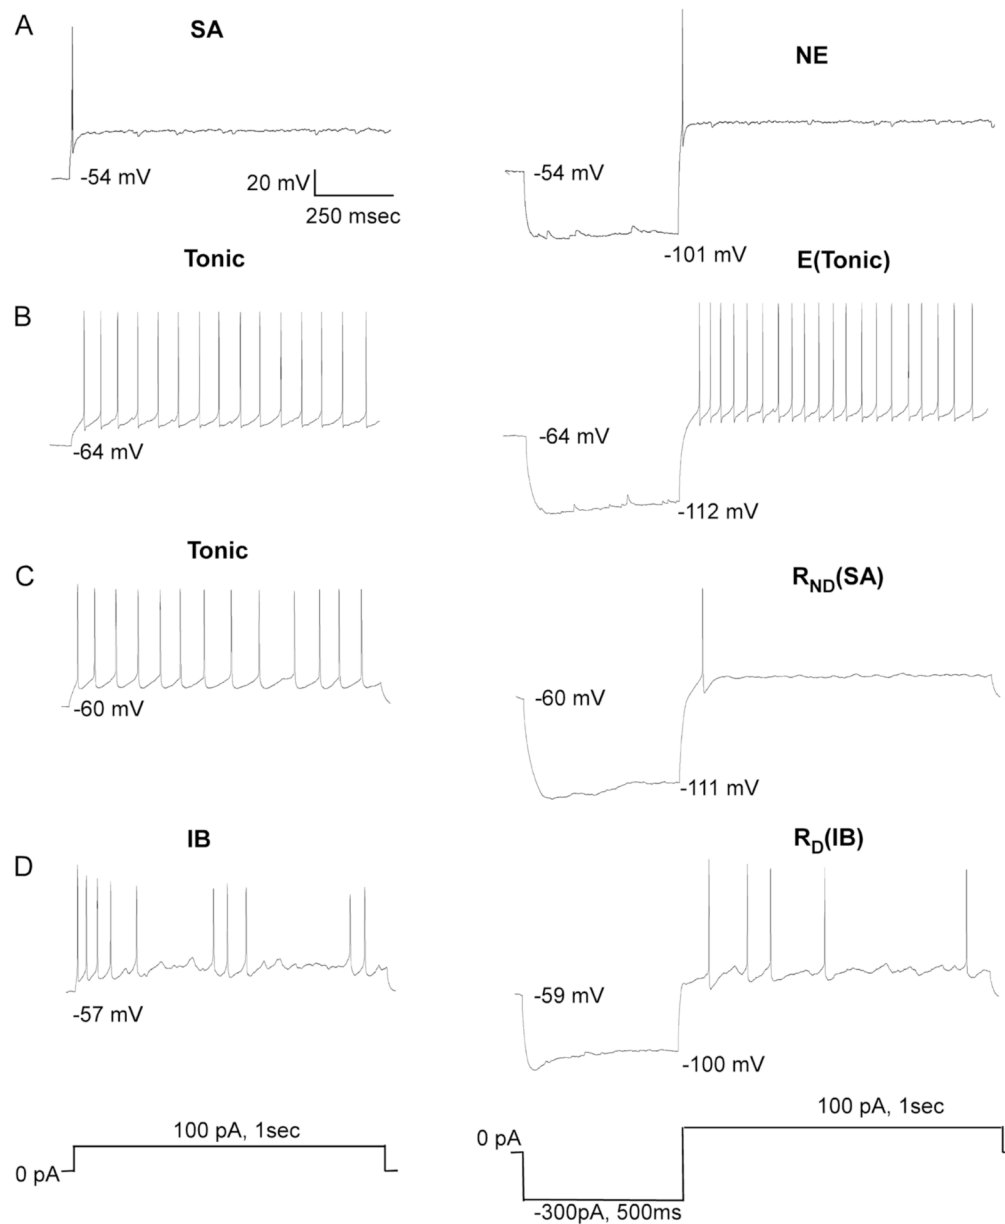 A
SA
NE
-54 mV
20 mV
250 msec
-54 mV
-101 mV
Tonic
E(Tonic)
B
-64 mV
-64 mV
-112 mV
Tonic
C
RND(SA)
-60 mV
-60 mV
-111 mV
IB
RD(IB)
D
-57 mV
-59 mV
-100 mV
100 pA, 1sec
0 pA
100 pA, 1sec
0 pA
-300pA, 500ms